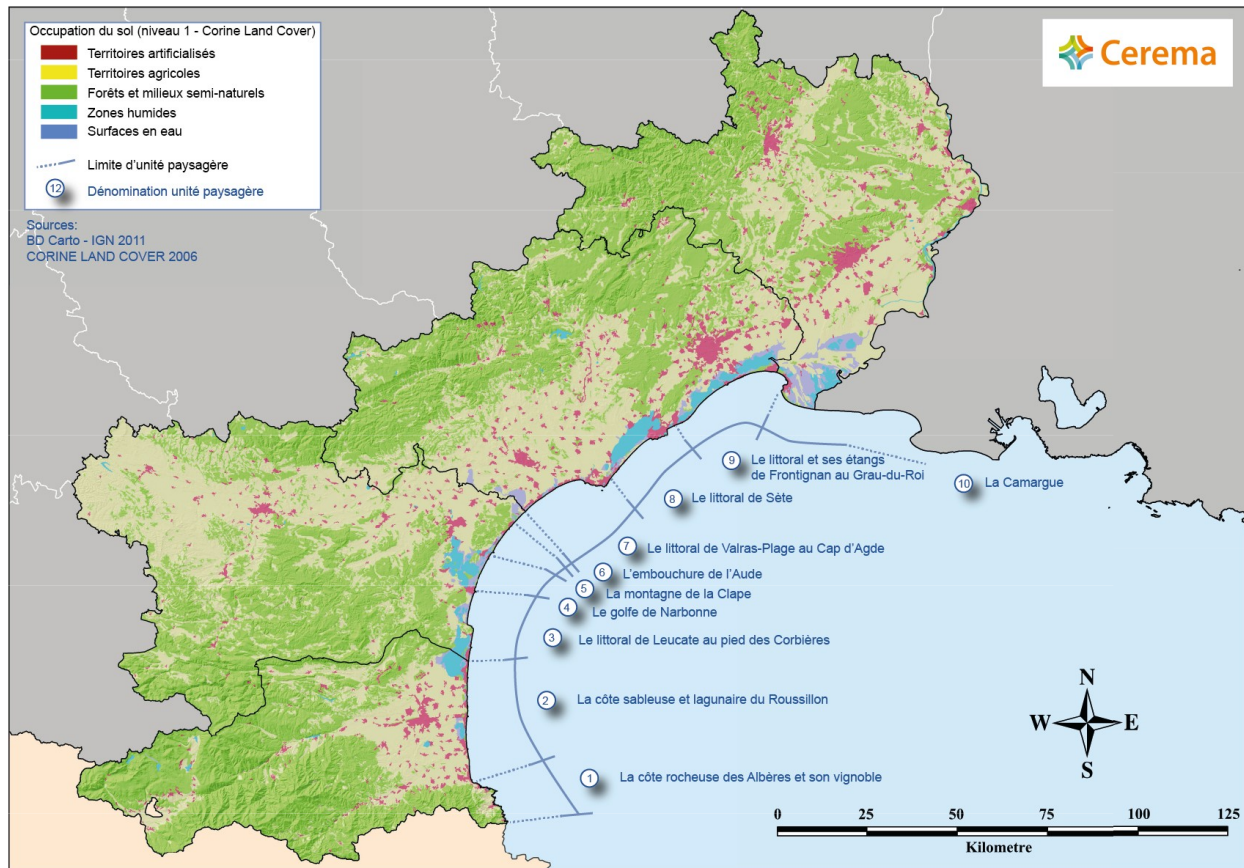 Occupation du sol (niveau 1 - Corine Land Cover)
Territoires artificialisés
Territoires agricoles
Forêts et milieux semi-naturels
Zones humides
Surfaces en eau
Limite d'unité paysagère
12
Dénomination unité paysagère
Sources:
BD Carto - IGN 2011
CORINE LAND COVER 2006
Cerema
9 Le littoral et ses étangs
de Frontignan au Grau-du-Roi
10 La Camargue
8 Le littoral de Sète
7 Le littoral de Valras-Plage au Cap d'Agde
6 L'embouchure de l'Aude
5 La montagne de la Clape
4 Le golfe de Narbonne
3 Le littoral de Leucate au pied des Corbières
2 La côte sableuse et lagunaire du Roussillon
1 La côte rocheuse des Albères et son vignoble
N
W E
S
0 25 50 75 100 125
Kilometre